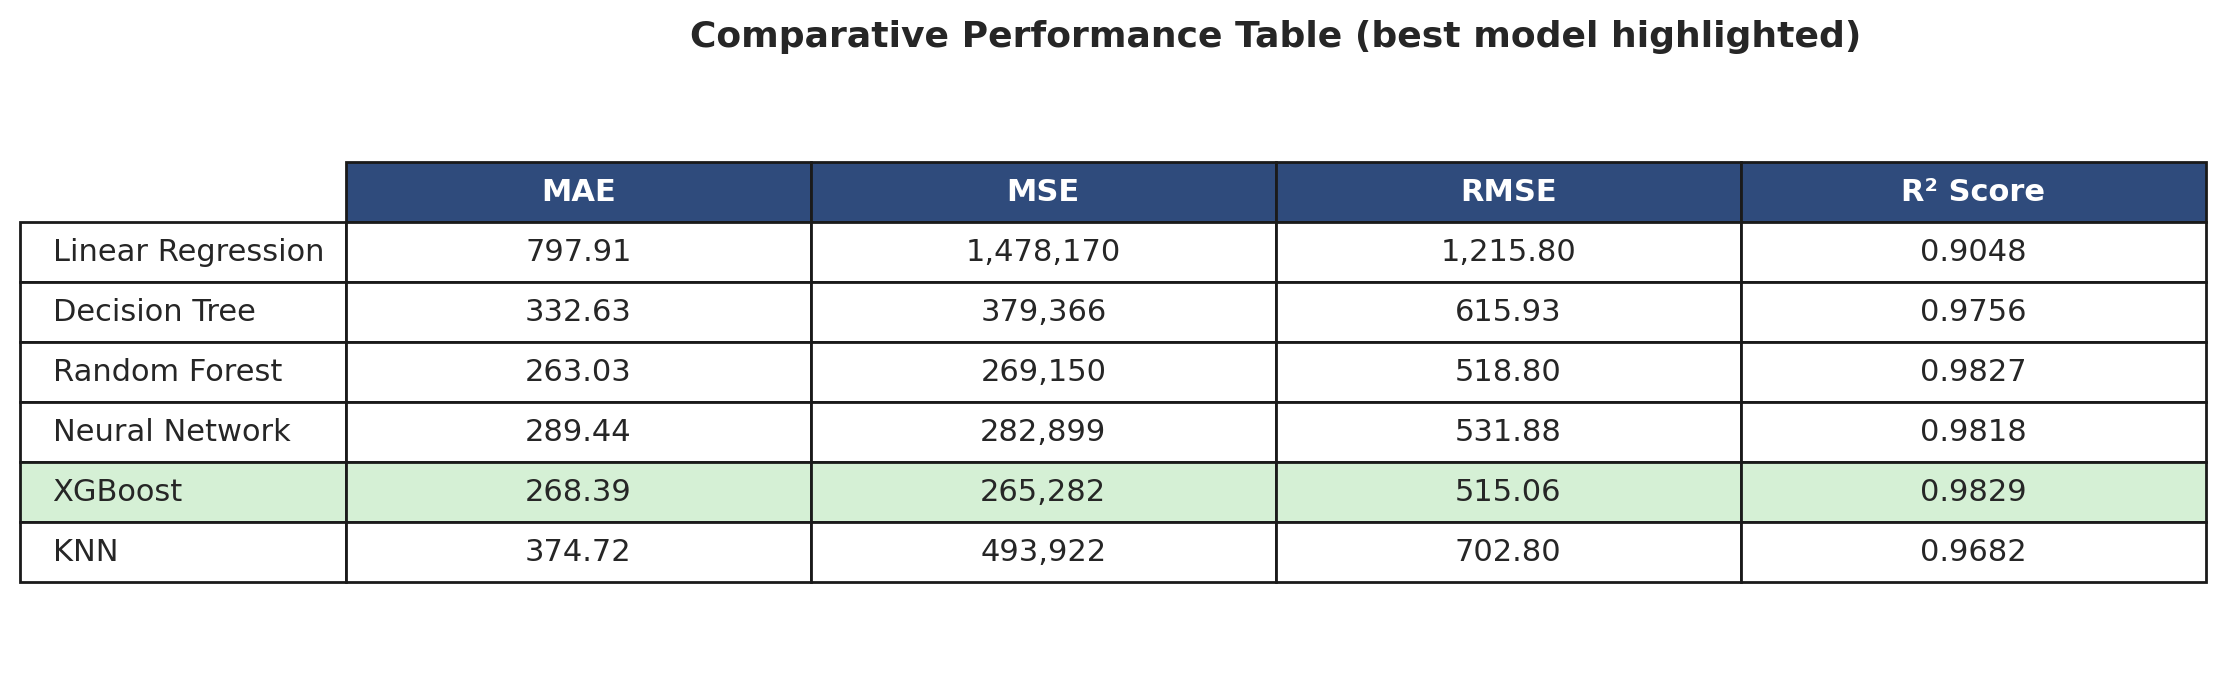 Comparative Performance Table (best model highlighted)
MAE MSE RMSE R² Score
Linear Regression 797.91 1,478,170 1,215.80 0.9048
Decision Tree 332.63 379,366 615.93 0.9756
Random Forest 263.03 269,150 518.80 0.9827
Neural Network 289.44 282,899 531.88 0.9818
XGBoost 268.39 265,282 515.06 0.9829
KNN 374.72 493,922 702.80 0.9682